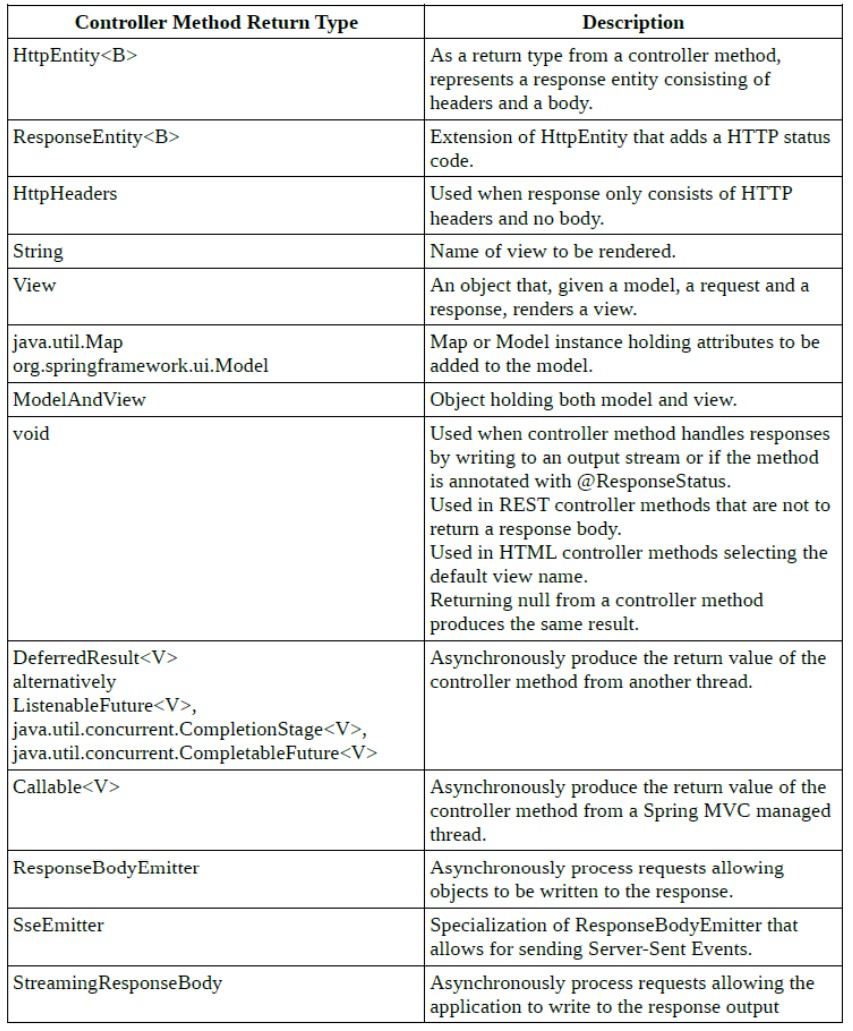 Controller Method Return Type
Description
HttpEntity<B>
As a return type from a controller method,
represents a response entity consisting of
headers and a body.
ResponseEntity<B>
Extension of HttpEntity that adds a HTTP status
code.
HttpHeaders
Used when response only consists of HTTP
headers and no body.
String
Name of view to be rendered.
View
An object that, given a model, a request and a
response, renders a view.
java.util.Map
org.springframework.ui.Model
Map or Model instance holding attributes to be
added to the model.
ModelAndView
Object holding both model and view.
void
Used when controller method handles responses
by writing to an output stream or if the method
is annotated with @ResponseStatus.
Used in REST controller methods that are not to
return a response body.
Used in HTML controller methods selecting the
default view name.
Returning null from a controller method
produces the same result.
DeferredResult<V>
alternatively
ListenableFuture<V>,
java.util.concurrent.CompletionStage<V>,
java.util.concurrent.CompletableFuture<V>
Asynchronously produce the return value of the
controller method from another thread.
Callable<V>
Asynchronously produce the return value of the
controller method from a Spring MVC managed
thread.
ResponseBodyEmitter
Asynchronously process requests allowing
objects to be written to the response.
SseEmitter
Specialization of ResponseBodyEmitter that
allows for sending Server-Sent Events.
StreamingResponseBody
Asynchronously process requests allowing the
application to write to the response output